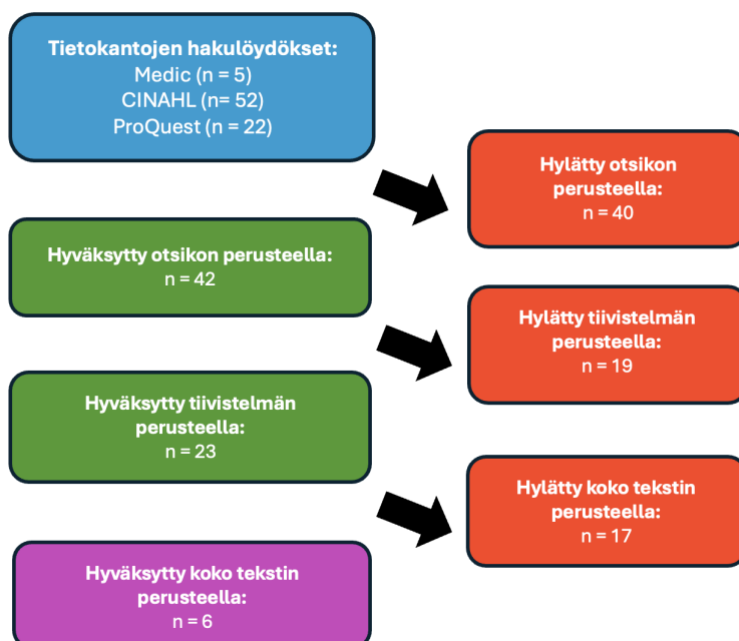 Tietokantojen hakulöydökset:
Medic (n = 5)
CINAHL (n= 52)
ProQuest (n = 22)
Hylätty otsikon
perusteella:
n = 40
Hyväksytty otsikon perusteella:
n = 42
Hylätty tiivistelmän
perusteella:
n = 19
Hyväksytty tiivistelmän
perusteella:
n = 23
Hylätty koko tekstin
perusteella:
n = 17
Hyväksytty koko tekstin
perusteella:
n = 6